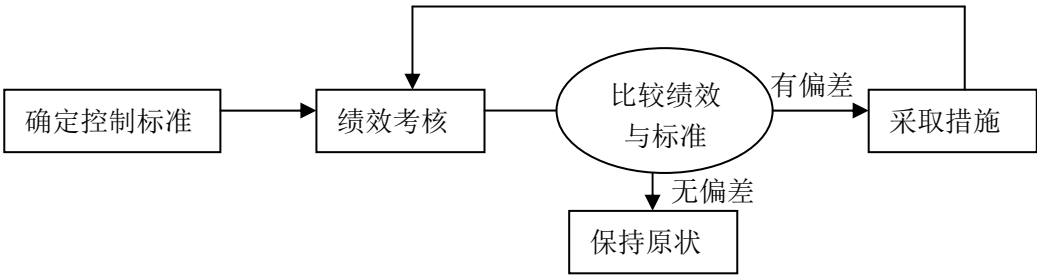 确定控制标准
绩效考核
比较绩效
与标准
有偏差
采取措施
无偏差
保持原状